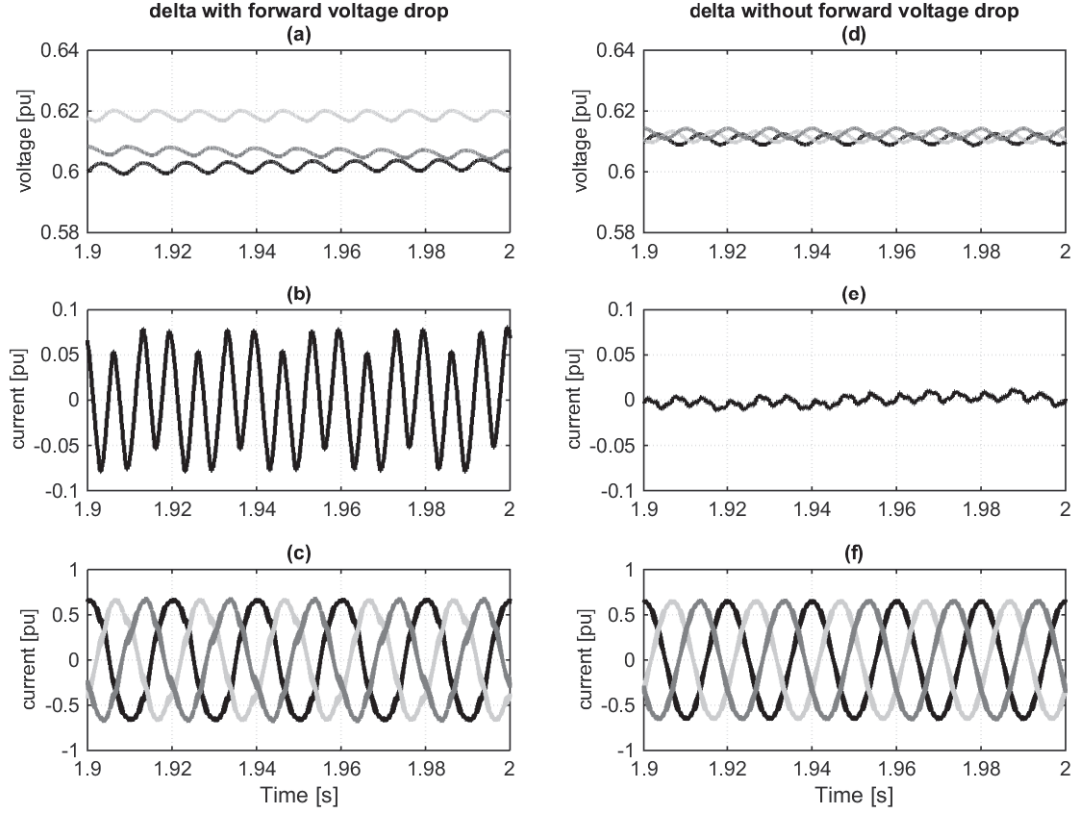 delta with forward voltage drop
(a)
0.64
0.62
0.6
0.58
voltage [pu]
1.9 1.92 1.94 1.96 1.98 2
(b)
0.1
0.05
0
-0.05
-0.1
current [pu]
1.9 1.92 1.94 1.96 1.98 2
(c)
1
0.5
0
-0.5
-1
current [pu]
1.9 1.92 1.94 1.96 1.98 2
Time [s]
delta without forward voltage drop
(d)
0.64
0.62
0.6
0.58
voltage [pu]
1.9 1.92 1.94 1.96 1.98 2
(e)
0.1
0.05
0
-0.05
-0.1
current [pu]
1.9 1.92 1.94 1.96 1.98 2
(f)
1
0.5
0
-0.5
-1
current [pu]
1.9 1.92 1.94 1.96 1.98 2
Time [s]